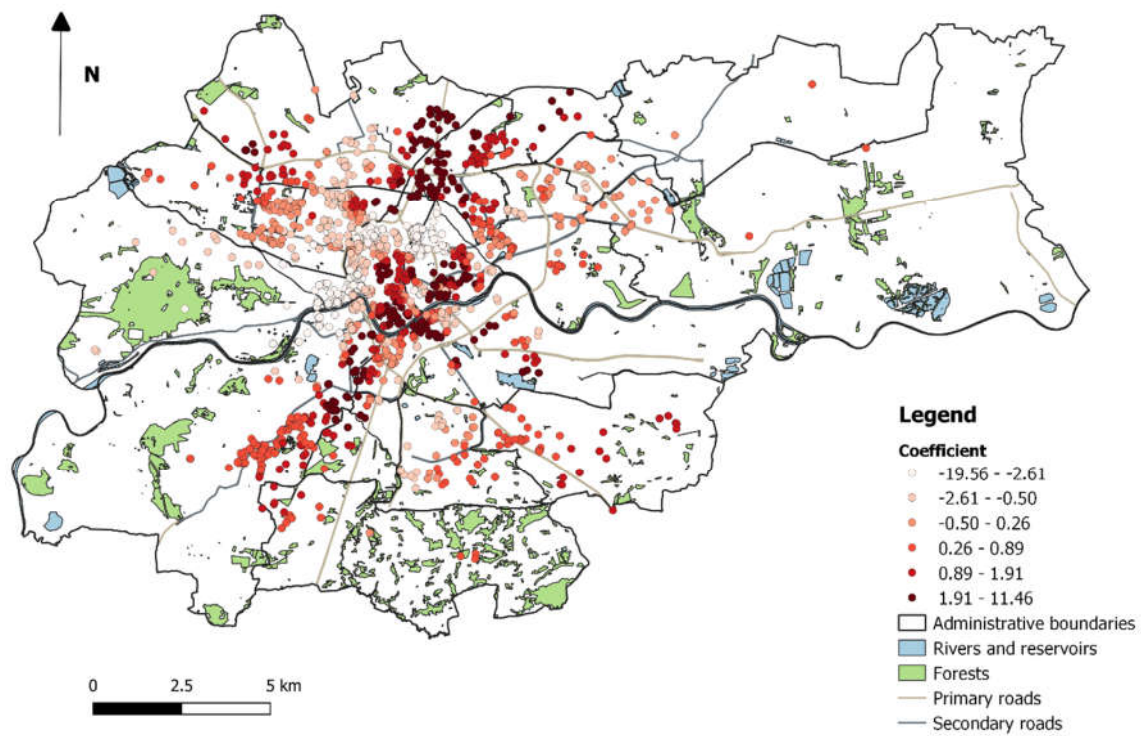 N
Legend
Coefficient
-19.56 - -2.61
-2.61 - -0.50
-0.50 - 0.26
0.26 - 0.89
0.89 - 1.91
1.91 - 11.46
Administrative boundaries
Rivers and reservoirs
Forests
Primary roads
Secondary roads
0 2.5 5 km